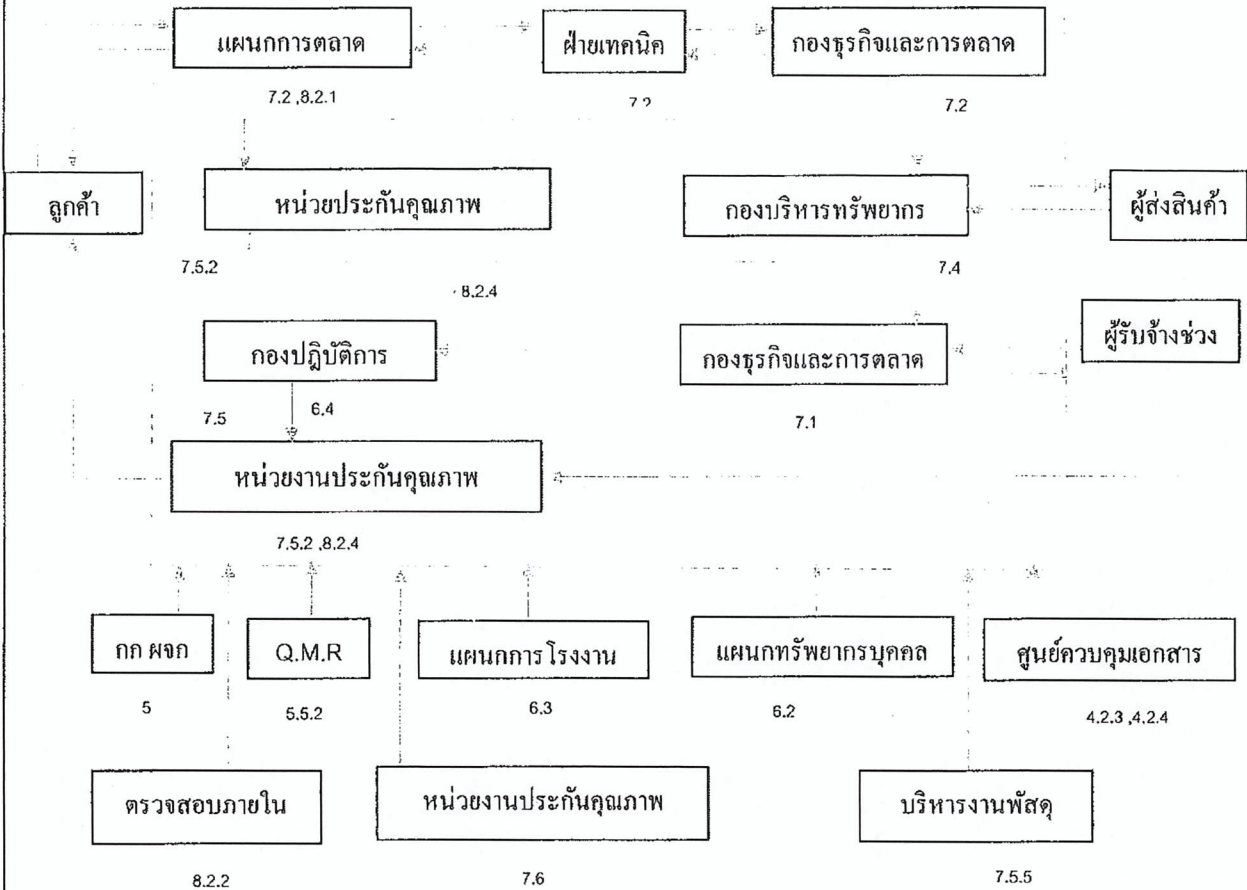 แผนกการตลาด
ฝ่ายเทคนิค
กองธุรกิจและการตลาด
7.2 ,8.2.1
7.2
7.2
ลูกค้า
หน่วยประกันคุณภาพ
กองบริหารทรัพยากร
ผู้ส่งสินค้า
7.5.2
8.2.4
7.4
กองปฎิบัติการ
กองธุรกิจและการตลาด
ผู้รับจ้างช่วง
7.5
6.4
7.1
หน่วยงานประกันคุณภาพ
7.5.2 ,8.2.4
กก ผจก
Q.M.R
แผนกการโรงงาน
แผนกทรัพยากรบุคคล
ศูนย์ควบคุมเอกสาร
5
5.5.2
6.3
6.2
4.2.3 ,4.2.4
ตรวจสอบภายใน
หน่วยงานประกันคุณภาพ
บริหารงานพัสดุ
8.2.2
7.6
7.5.5